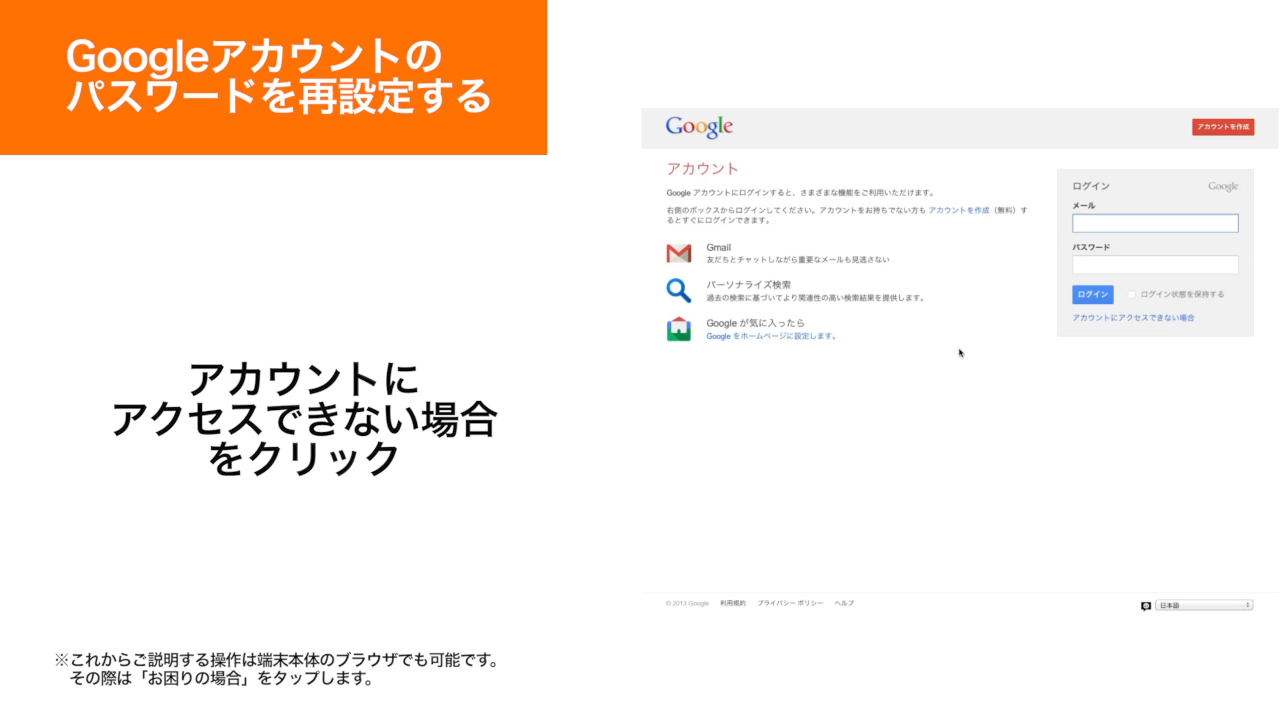 Googleアカウントの
パスワードを再設定する
アカウントに
アクセスできない場合
をクリック
※これからご説明する操作は端末本体のブラウザでも可能です。
その際は「お困りの場合」をタップします。
Google
アカウントを作成
アカウント
Google アカウントにログインすると、さまざまな機能をご利用いただけます。
右側のボックスからログインしてください。アカウントをお持ちでない方も アカウントを作成（無料）す
るとすぐにログインできます。
Gmail
友だちとチャットしながら重要なメールも見逃さない
パーソナライズ検索
過去の検索に基づいてより関連性の高い検索結果を提供します。
Google が気に入ったら
Google をホームページに設定します。
ログイン Google
メール
パスワード
ログイン ログイン状態を保持する
アカウントにアクセスできない場合
© 2013 Google 利用規約 プライバシー ポリシー ヘルプ
日本語